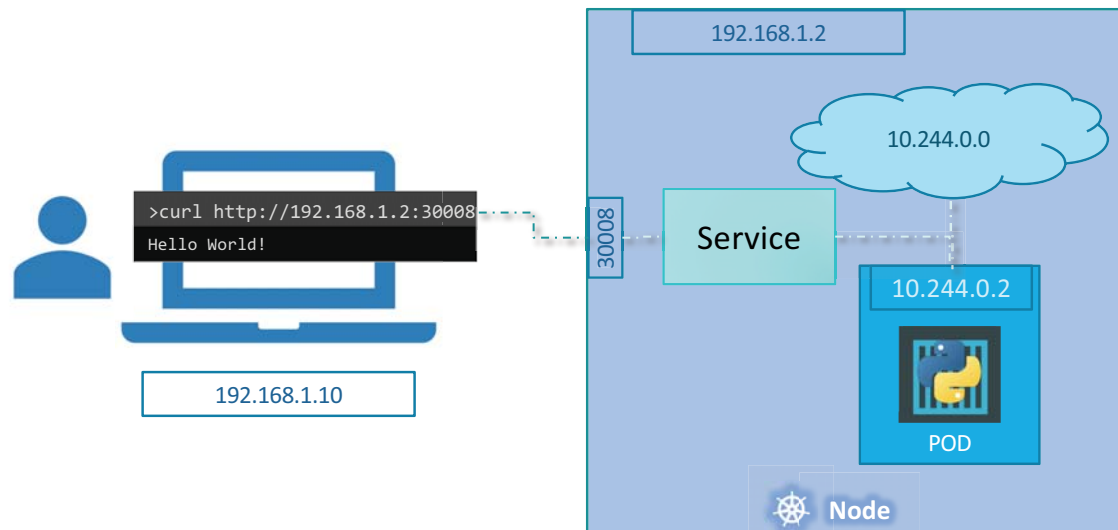 192.168.1.2
10.244.0.0
>curl http://192.168.1.2:30008
Hello World!
30008
Service
10.244.0.2
POD
192.168.1.10
Node